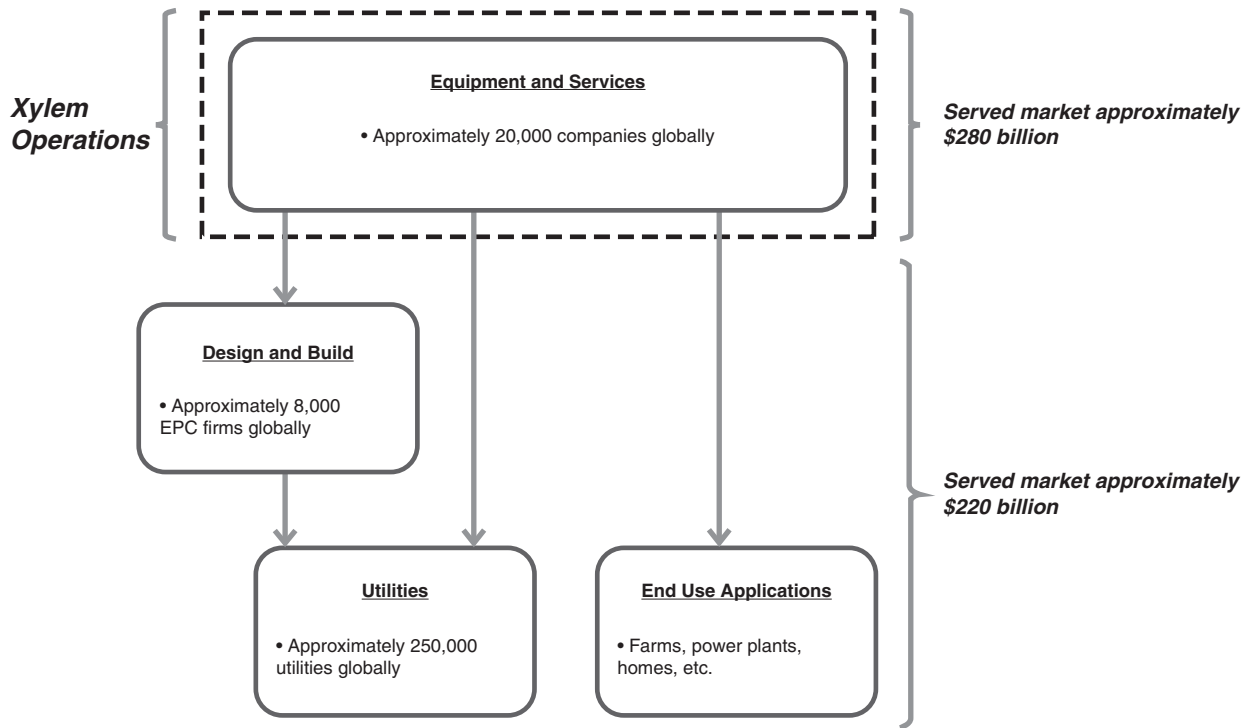 Xylem
Operations
Equipment and Services
• Approximately 20,000 companies globally
Served market approximately
$280 billion
Design and Build
• Approximately 8,000
EPC firms globally
Served market approximately
$220 billion
Utilities
• Approximately 250,000
utilities globally
End Use Applications
• Farms, power plants,
homes, etc.